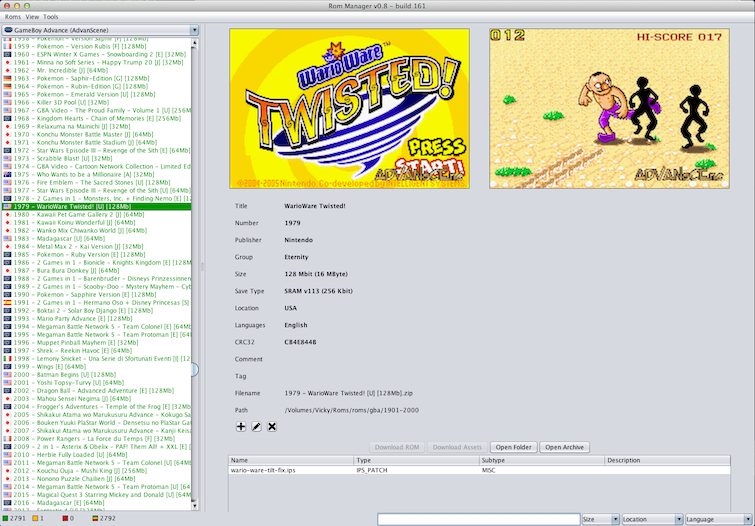 Rom Manager v0.8 - build 161
Roms View Tools
GameBoy Advance (AdvanScene)
1958 - Pokemon - Version Saphir [F] [128Mb]
1959 - Pokemon - Version Rubis [F] [128Mb]
1960 - ESPN Winter X Games - Snowboarding 2 [E] [32Mb]
1961 - Minna no Soft Series - Happy Trump 20 [J] [32Mb]
1962 - Mr. Incredible [J] [64Mb]
1963 - Pokemon - Saphir-Edition [G] [128Mb]
1964 - Pokemon - Rubin-Edition [G] [128Mb]
1965 - Pokemon - Emerald Version [U] [128Mb]
1966 - Killer 3D Pool [U] [32Mb]
1967 - GBA Video - The Proud Family - Volume 1 [U] [256M
1968 - Kingdom Hearts - Chain of Memories [E] [256Mb]
1969 - Relaxuma na Mainichi [J] [32Mb]
1970 - Konchu Monster Battle Master [J] [64Mb]
1971 - Konchu Monster Battle Stadium [J] [64Mb]
1972 - Star Wars Episode III - Revenge of the Sith [E] [64Mb]
1973 - Scrabble Blast! [U] [32Mb]
1974 - GBA Video - Cartoon Network Collection - Limited Ed
1975 - Who Wants to be a Millionaire [A] [32Mb]
1976 - Fire Emblem - The Sacred Stones [U] [128Mb]
1977 - Star Wars Episode III - Revenge of the Sith [U] [64Mb]
1978 - 2 Games in 1 - Monsters, Inc. + Finding Nemo [E] [128Mb]
1979 - WarioWare Twisted! [U] [128Mb]
1980 - Kawaii Pet Game Gallery 2 [J] [64Mb]
1981 - Kawaii Koinu Wonderful [J] [64Mb]
1982 - Wanko Mix Chiwanko World [J] [64Mb]
1983 - Madagascar [U] [64Mb]
1984 - Metal Max 2 - Kai Version [J] [64Mb]
1985 - Pokemon - Ruby Version [E] [128Mb]
1986 - 2 Games in 1 - Bionicle - Knights Kingdom [E] [128Mb]
1987 - Bura Bura Donkey [J] [64Mb]
1988 - 2 Games in 1 - Barenbruder - Disneys Prinzessinnen
1989 - 2 Games in 1 - Scooby-Doo - Mystery Mayhem - Cyb
1990 - Pokemon - Sapphire Version [E] [128Mb]
1991 - 2 Games in 1 - Hermano Oso + Disney Princesas [S]
1992 - Boktai 2 - Solar Boy Django [E] [128Mb]
1993 - Mario Party Advance [E] [128Mb]
1994 - Megaman Battle Network 5 - Team Colonel [E] [64Mb
1995 - Megaman Battle Network 5 - Team Protoman [E] [64Mb
1996 - Muppet Pinball Mayhem [E] [32Mb]
1997 - Shrek - Reekin Havoc [E] [64Mb]
1998 - Lemony Snicket - Una Serie di Sfortunati Eventi [J] [64
1999 - Wings [E] [64Mb]
2000 - Batman Begins [U] [128Mb]
2001 - Yoshi Topsy-Turvy [U] [64Mb]
2002 - Dragon Ball - Advanced Adventure [E] [128Mb]
2003 - Mahou Sensei Negima [J] [64Mb]
2004 - Frogger's Adventures - Temple of the Frog [E] [32Mb]
2005 - Shikakui Atama wo Marukusuru Advance - Kokugo Sa
2006 - Bouken Yuuki PlaStar World - Densetsu no PlaStar Ga
2007 - Shikakui Atama wo Marukusuru Advance - Kanji Keisa
2008 - Power Rangers - La Force du Temps [F] [32Mb]
2009 - 2 in 1 - Asterix & Obelix - PAF! Them All! + XXL [E] [
2010 - Herbie Fully Loaded [U] [32Mb]
2011 - Megaman Battle Network 5 - Team Colonel [U] [64Mb
2012 - Kouchu Ouja - Mushi King [J] [256Mb]
2013 - Nonono Puzzle Chailien [J] [64Mb]
2014 - Megaman Battle Network 5 - Team Protoman [U] [64M
2015 - Magical Quest 3 Starring Mickey and Donald [U] [64Mb
2016 - Madagascar [E] [64Mb]
2791 1 0 2792
Wario Ware
TWISTED!
PRESS
START!
©2004-2005 Nintendo Co-developed by INTELLIGENT SYSTEMS
ADVANsCEne
012
HI-SCORE 017
ADVANsCEne
Title WarioWare Twisted!
Number 1979
Publisher Nintendo
Group Eternity
Size 128 Mbit (16 MByte)
Save Type SRAM v113 (256 Kbit)
Location USA
Languages English
CRC32 CB4E844B
Comment
Tag
Filename 1979 - WarioWare Twisted! [U] [128Mb].zip
Path /Volumes/Vicky/Roms/roms/gba/1901-2000
Download ROM Download Assets Open Folder Open Archive
Name Type Subtype Description
wario-ware-tilt-fix.ips IPS_PATCH MISC
Size Location Language